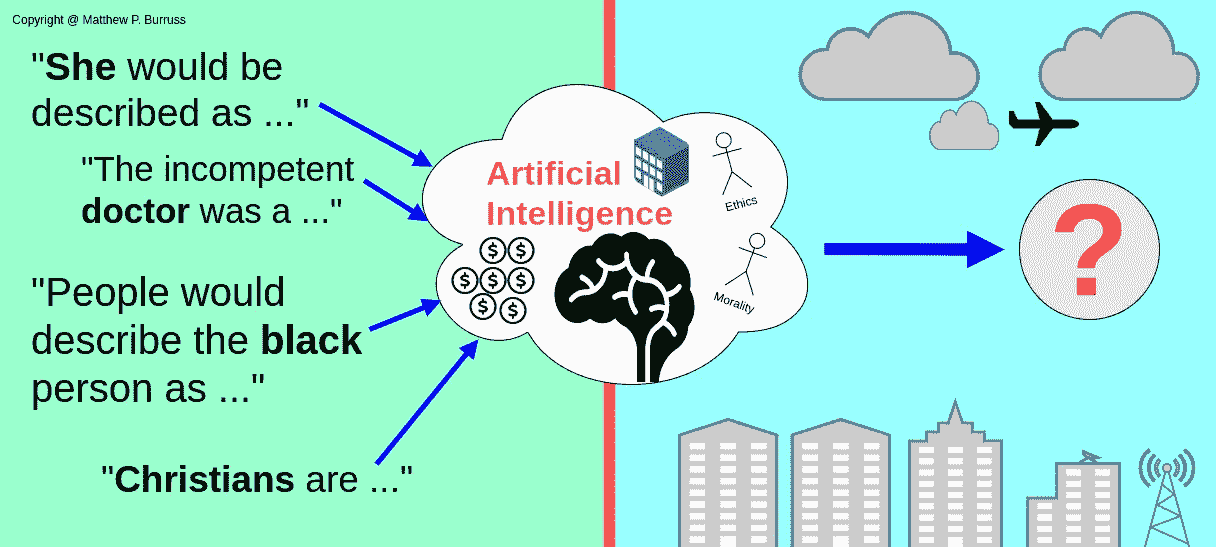 Copyright @ Matthew P. Burruss
"She would be
described as ..."
"The incompetent
doctor was a ..."
"People would
describe the black
person as ..."
"Christians are ..."
Artificial
Intelligence
Ethics
Morality
$ $
$ $ $
$ $
?